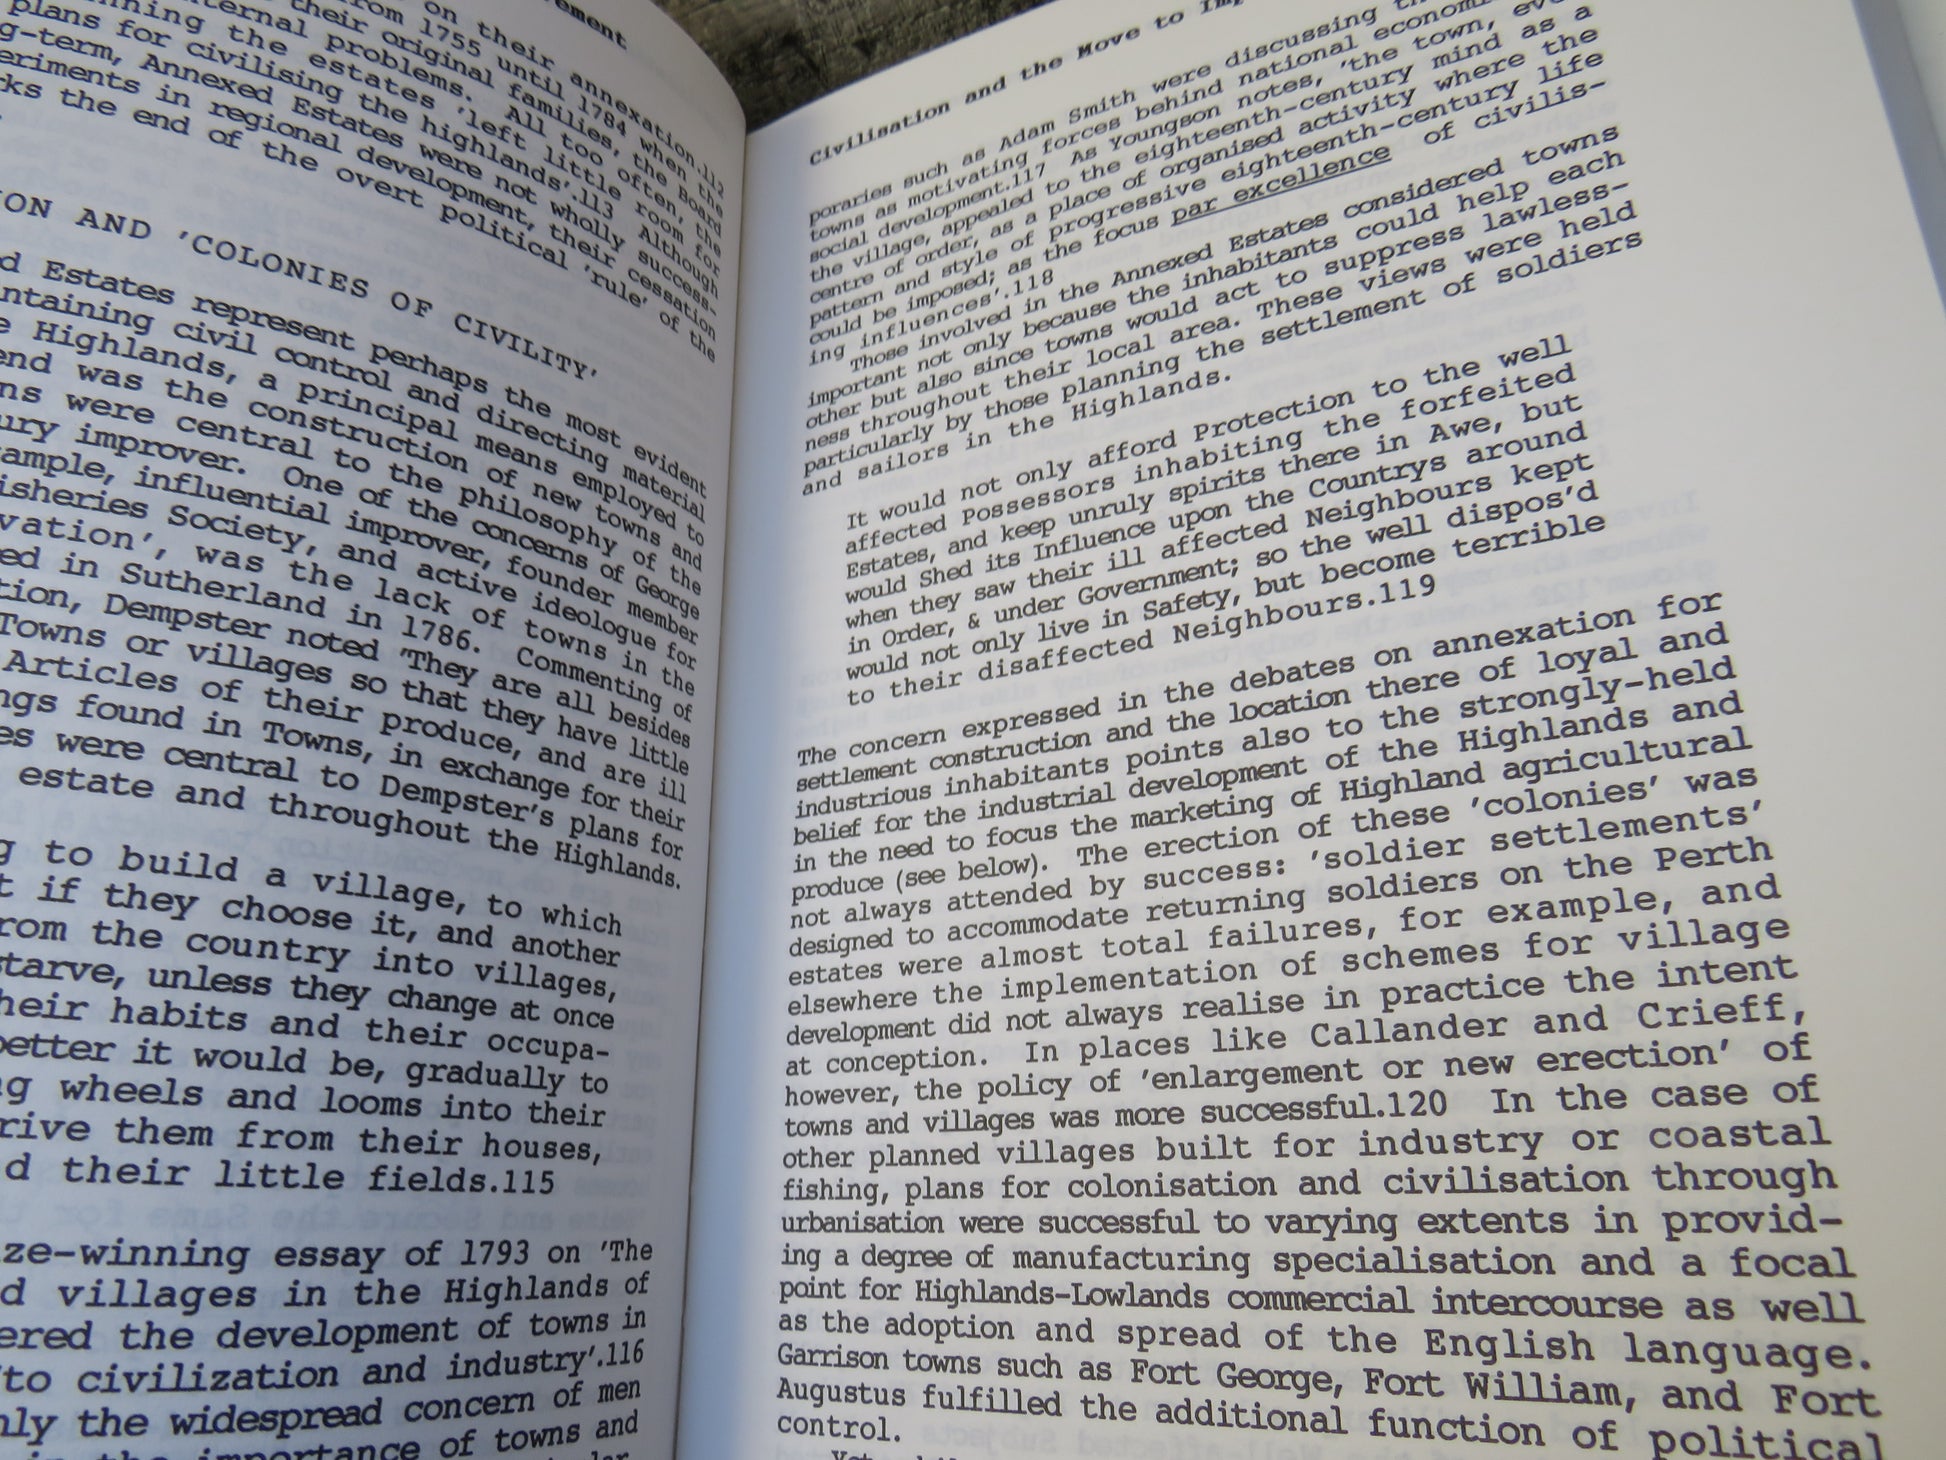 ement
on their annexation.112
rom 1755 until 1784 when
their original families, the
ternal problems. All too often, the Board
nning the estates 'left little room for
plans for civilising the highlands'.113 Although
g-term, Annexed Estates were not wholly success-
eriments in regional development, their cessation
ks the end of the overt political 'rule' of the
ON AND 'COLONIES OF CIVILITY'
d Estates represent perhaps the most evident
ntaining civil control and directing material
e Highlands, a principal means employed to
end was the construction of new towns and
ns were central to the philosophy of the
ury improver. One of the concerns of George
ample, influential improver, founder member
isheries Society, and active ideologue for
vation', was the lack of towns in the
ed in Sutherland in 1786. Commenting of
tion, Dempster noted 'They are all besides
Towns or villages so that they have little
Articles of their produce, and are ill
ngs found in Towns, in exchange for their
es were central to Dempster's plans for
estate and throughout the Highlands.
g to build a village, to which
t if they choose it, and another
rom the country into villages,
tarve, unless they change at once
heir habits and their occupa-
better it would be, gradually to
ng wheels and looms into their
rive them from their houses,
d their little fields.115
ze-winning essay of 1793 on 'The
d villages in the Highlands of
ered the development of towns in
to civilization and industry'.116
nly the widespread concern of men
in the importance of towns and
Civilisation and the Move to Imp
poraries such as Adam Smith were discussing
towns as motivating forces behind national econom
social development.117 As Youngson notes, 'the town, eve
the village, appealed to the eighteenth-century mind as a
centre of order, as a place of organised activity where the
pattern and style of progressive eighteenth-century life
could be imposed; as the focus par excellence of civilis-
ing influences'.118
Those involved in the Annexed Estates considered towns
important not only because the inhabitants could help each
other but also since towns would act to suppress lawless-
ness throughout their local area. These views were held
particularly by those planning the settlement of soldiers
and sailors in the Highlands.
It would not only afford Protection to the well
affected Possessors inhabiting the forfeited
Estates, and keep unruly spirits there in Awe, but
would Shed its Influence upon the Countrys around
when they saw their ill affected Neighbours kept
in Order, & under Government; so the well dispos'd
would not only live in Safety, but become terrible
to their disaffected Neighbours.119
The concern expressed in the debates on annexation for
settlement construction and the location there of loyal and
industrious inhabitants points also to the strongly-held
belief for the industrial development of the Highlands and
in the need to focus the marketing of Highland agricultural
produce (see below). The erection of these 'colonies' was
not always attended by success: 'soldier settlements'
designed to accommodate returning soldiers on the Perth
estates were almost total failures, for example, and
elsewhere the implementation of schemes for village
development did not always realise in practice the intent
at conception. In places like Callander and Crieff,
however, the policy of 'enlargement or new erection' of
towns and villages was more successful.120 In the case of
other planned villages built for industry or coastal
fishing, plans for colonisation and civilisation through
urbanisation were successful to varying extents in provid-
ing a degree of manufacturing specialisation and a focal
point for Highlands-Lowlands commercial intercourse as well
as the adoption and spread of the English language.
Garrison towns such as Fort George, Fort William, and Fort
Augustus fulfilled the additional function of political
control.